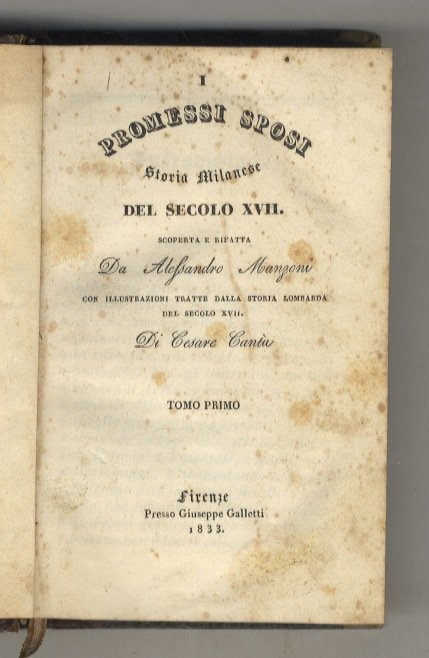 I
PROMESSI SPOSI
Storia Milanese
DEL SECOLO XVII.
SCOPERTA E RIFATTA
Da Alessandro Manzoni
CON ILLUSTRAZIONI TRATTE DALLA STORIA LOMBARDA
DEL SECOLO XVII.
Di Cesare Cantù
TOMO PRIMO
Firenze
Presso Giuseppe Galletti
1833.